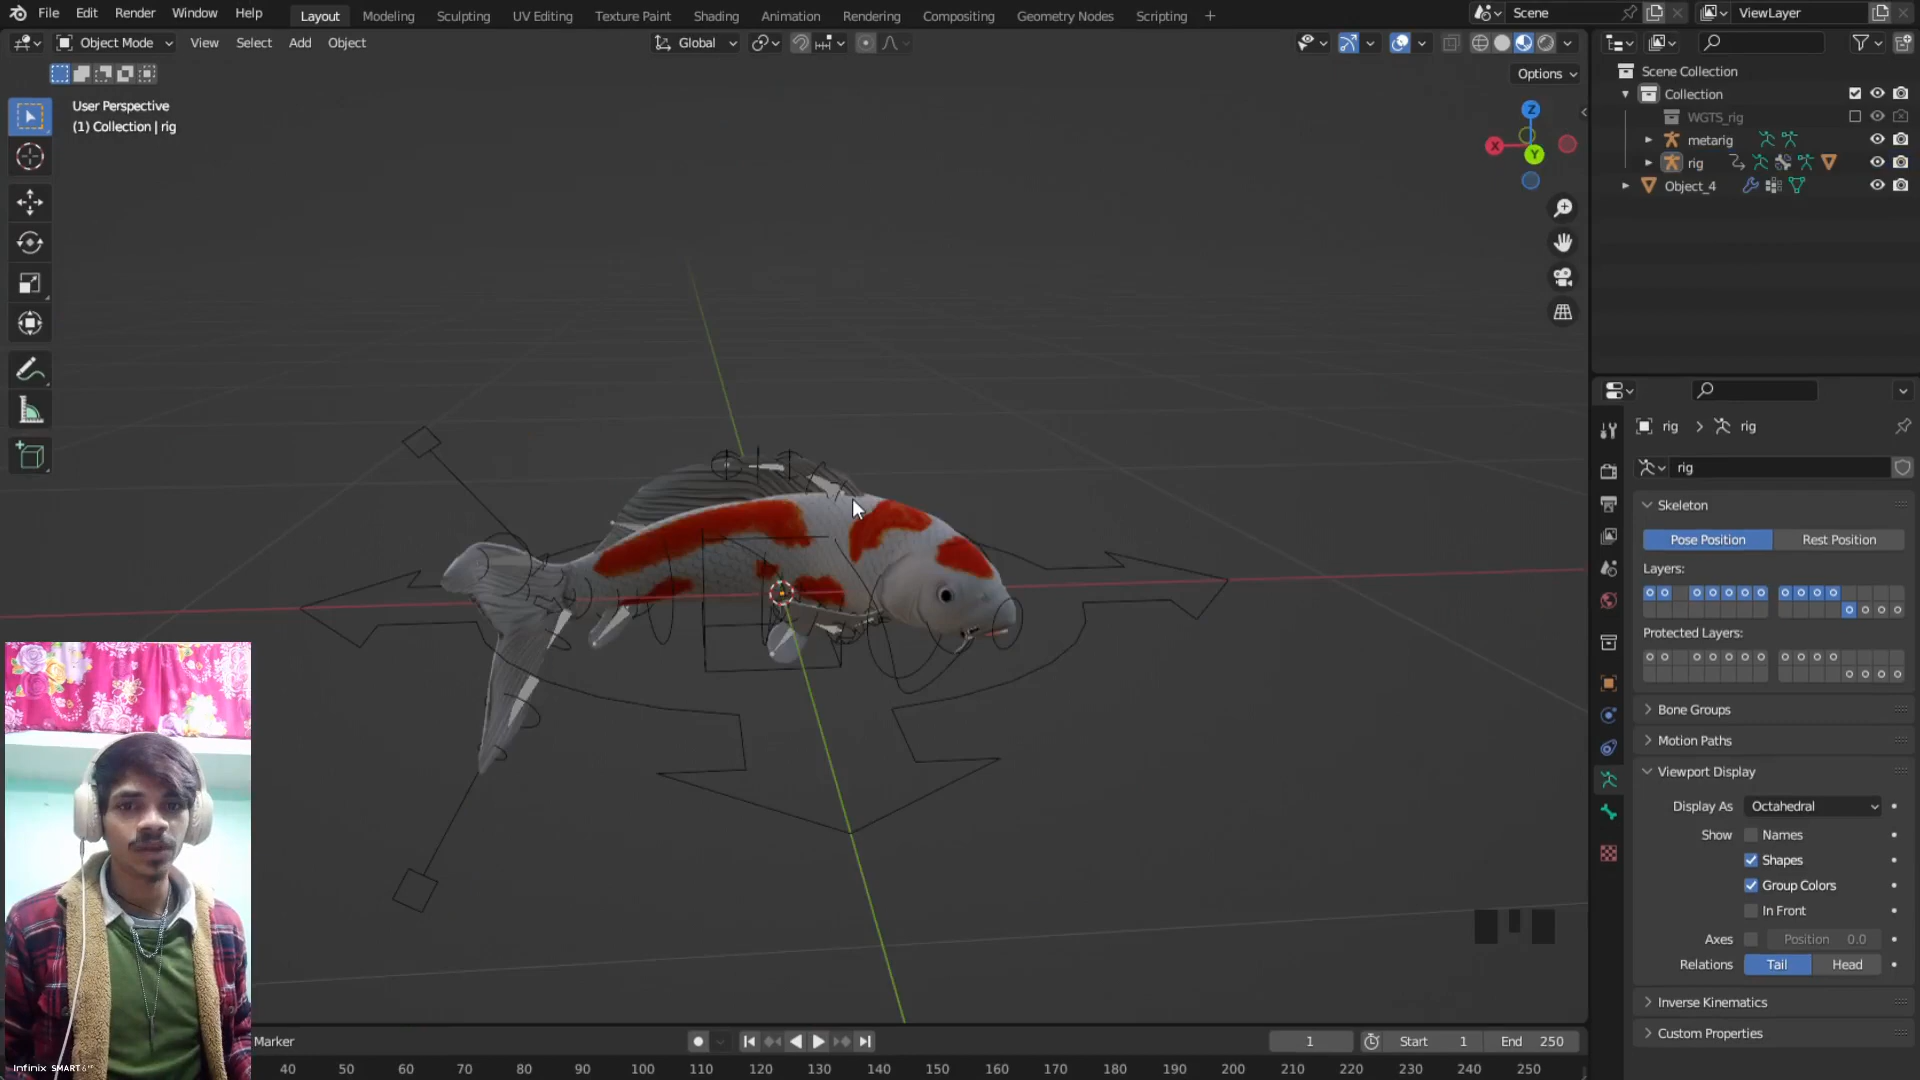 File Edit Render Window Help Layout Modeling Sculpting UV Editing Texture Paint Shading Animation Rendering Compositing Geometry Nodes Scripting + Scene ViewLayer
Object Mode View Select Add Object Global
Options
User Perspective
(1) Collection | rig
Z
X
Y
Scene Collection
Collection
WGTS_rig
metarig
rig
Object_4
rig > rig
rig
Skeleton
Pose Position Rest Position
Layers:
Protected Layers:
Bone Groups
Motion Paths
Viewport Display
Display As Octahedral
Show Names
Shapes
Group Colors
In Front
Axes Position 0.0
Relations Tail Head
Inverse Kinematics
Custom Properties
Marker 1 Start 1 End 250
40 50 60 70 80 90 100 110 120 130 140 150 160 170 180 190 200 210 220 230 240 250
Infinix SMART 6